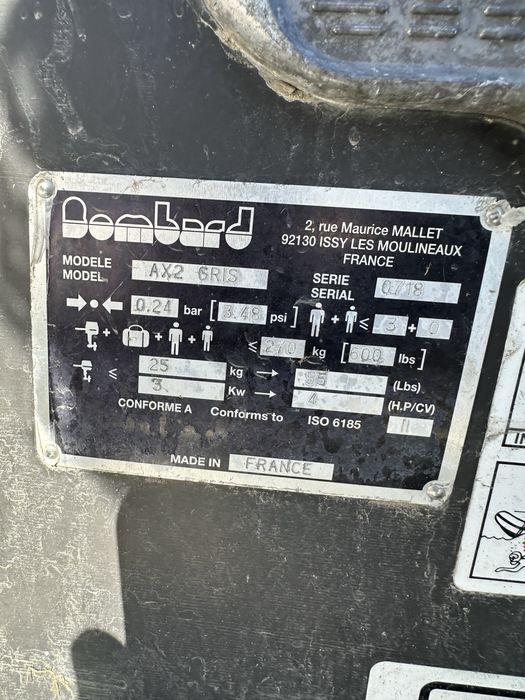 Bombard
2, rue Maurice MALLET
92130 ISSY LES MOULINEAUX
FRANCE
MODELE
MODEL
AX2 GRIS
SERIE
SERIAL
0718
0.24 bar [3.48 psi] + ≤ 3 + 0
+ + + ≤ 270 kg [600 lbs]
≤ 25 kg → 55 (Lbs)
3 Kw → 4 (H.P/CV)
CONFORME A Conforms to ISO 6185 II
MADE IN FRANCE